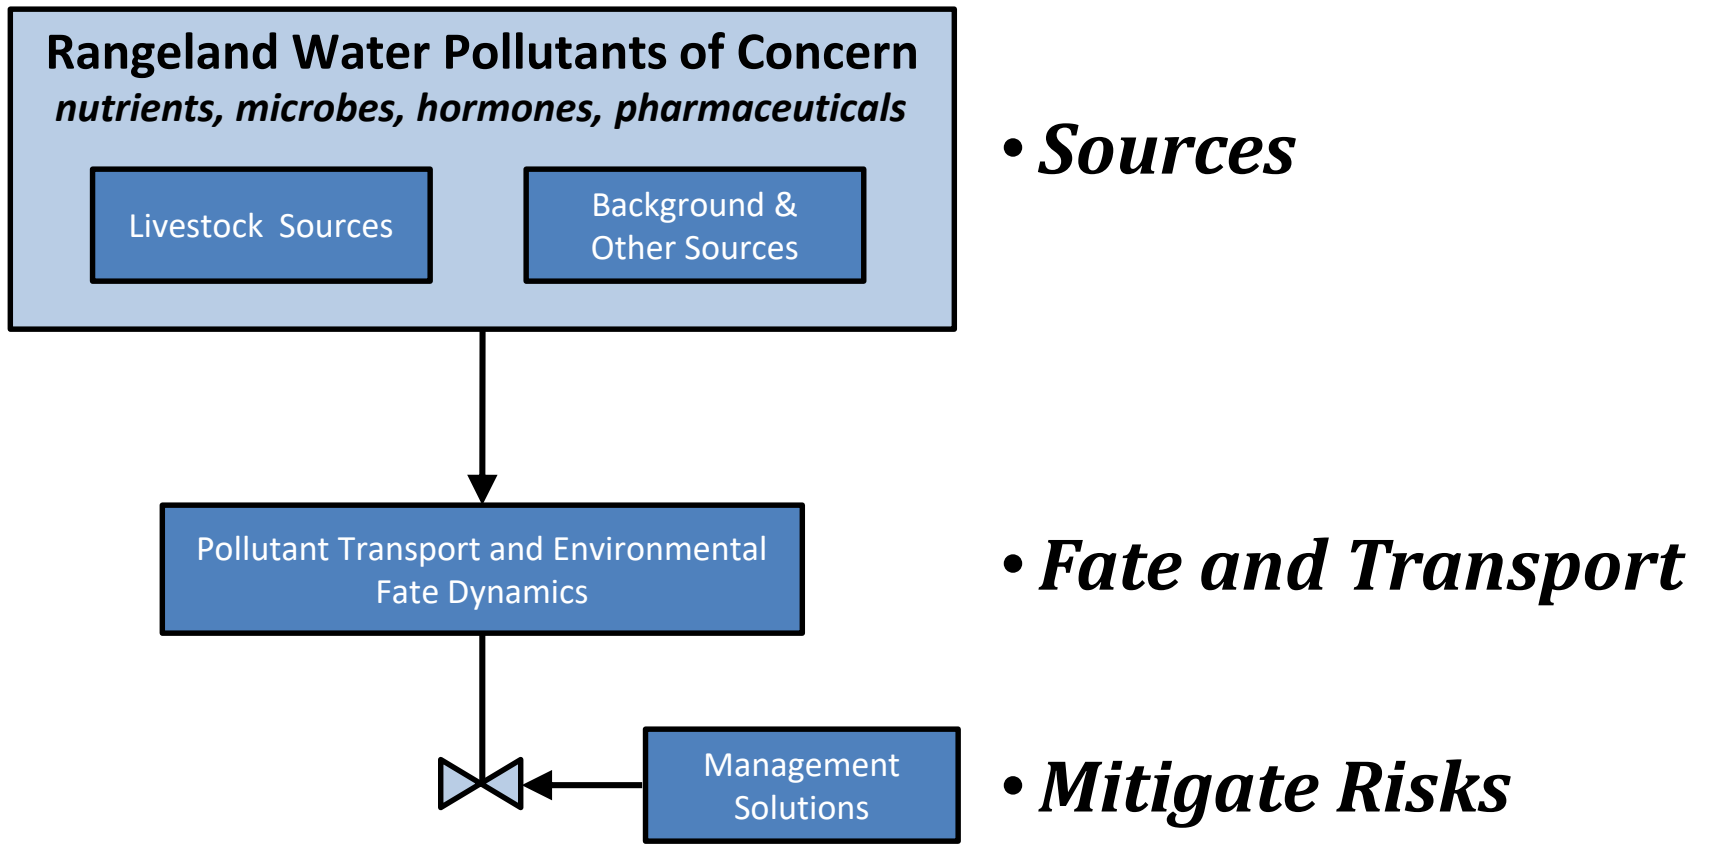 Rangeland Water Pollutants of Concern
nutrients, microbes, hormones, pharmaceuticals
Livestock  Sources
Background &
Other Sources
• Sources
Pollutant Transport and Environmental
Fate Dynamics
• Fate and Transport
Management
Solutions
• Mitigate Risks